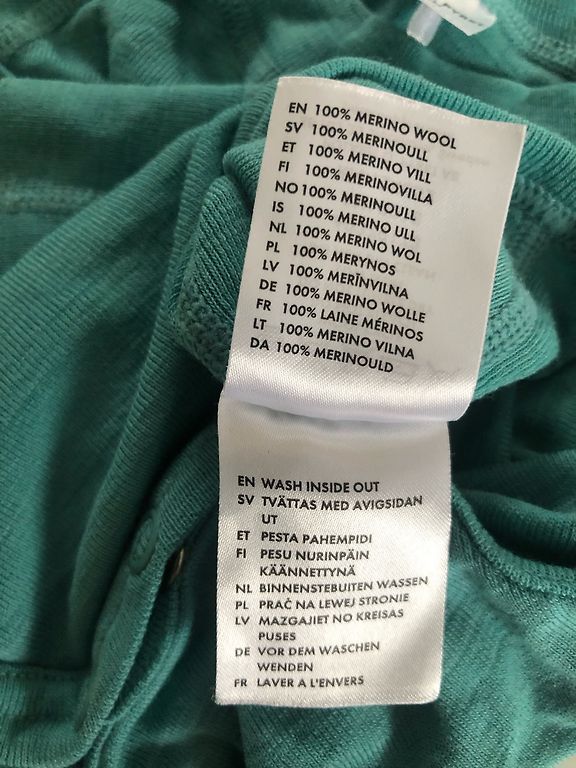 EN 100% MERINO WOOL
SV 100% MERINOULL
ET 100% MERINO VILL
FI 100% MERINOVILLA
NO 100% MERINOULL
IS 100% MERINO ULL
NL 100% MERINO WOL
PL 100% MERYNOS
LV 100% MERĪNVILNA
DE 100% MERINO WOLLE
FR 100% LAINE MÉRINOS
LT 100% MERINO VILNA
DA 100% MERINOULD
EN WASH INSIDE OUT
SV TVÄTTAS MED AVIGSIDAN
UT
ET PESTA PAHEMPIDI
FI PESU NURINPÄIN
KÄÄNNETTYNÄ
NL BINNENSTEBUITEN WASSEN
PL PRAĆ NA LEWEJ STRONIE
LV MAZGAJIET NO KREISAS
PUSES
DE VOR DEM WASCHEN
WENDEN
FR LAVER A L'ENVERS